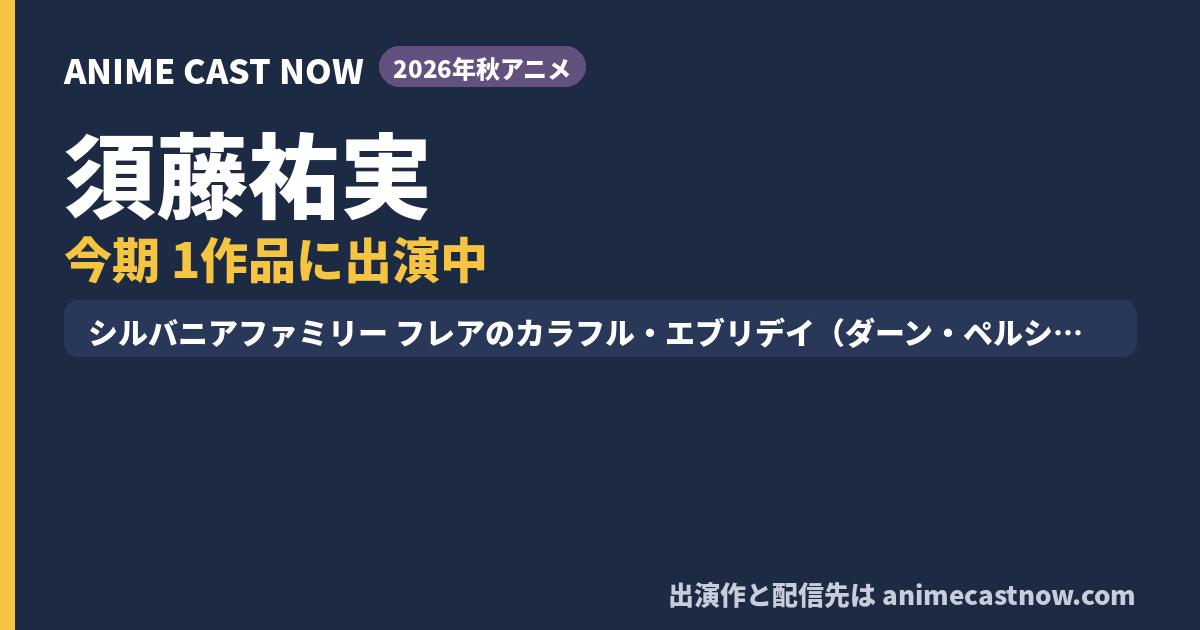 ANIME CAST NOW 2026年秋アニメ
須藤祐実
今期 1作品に出演中
シルバニアファミリー フレアのカラフル・エブリデイ（ダーン・ペルシ…
出演作と配信先は animecastnow.com